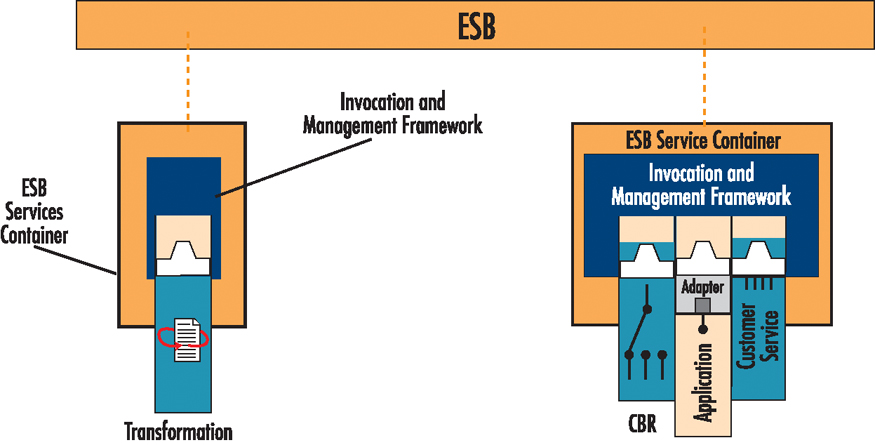 ESB
Invocation and
Management Framework
ESB
Services
Container
Transformation
ESB Service Container
Invocation and
Management Framework
Adapter
Application
Customer
Service
CBR